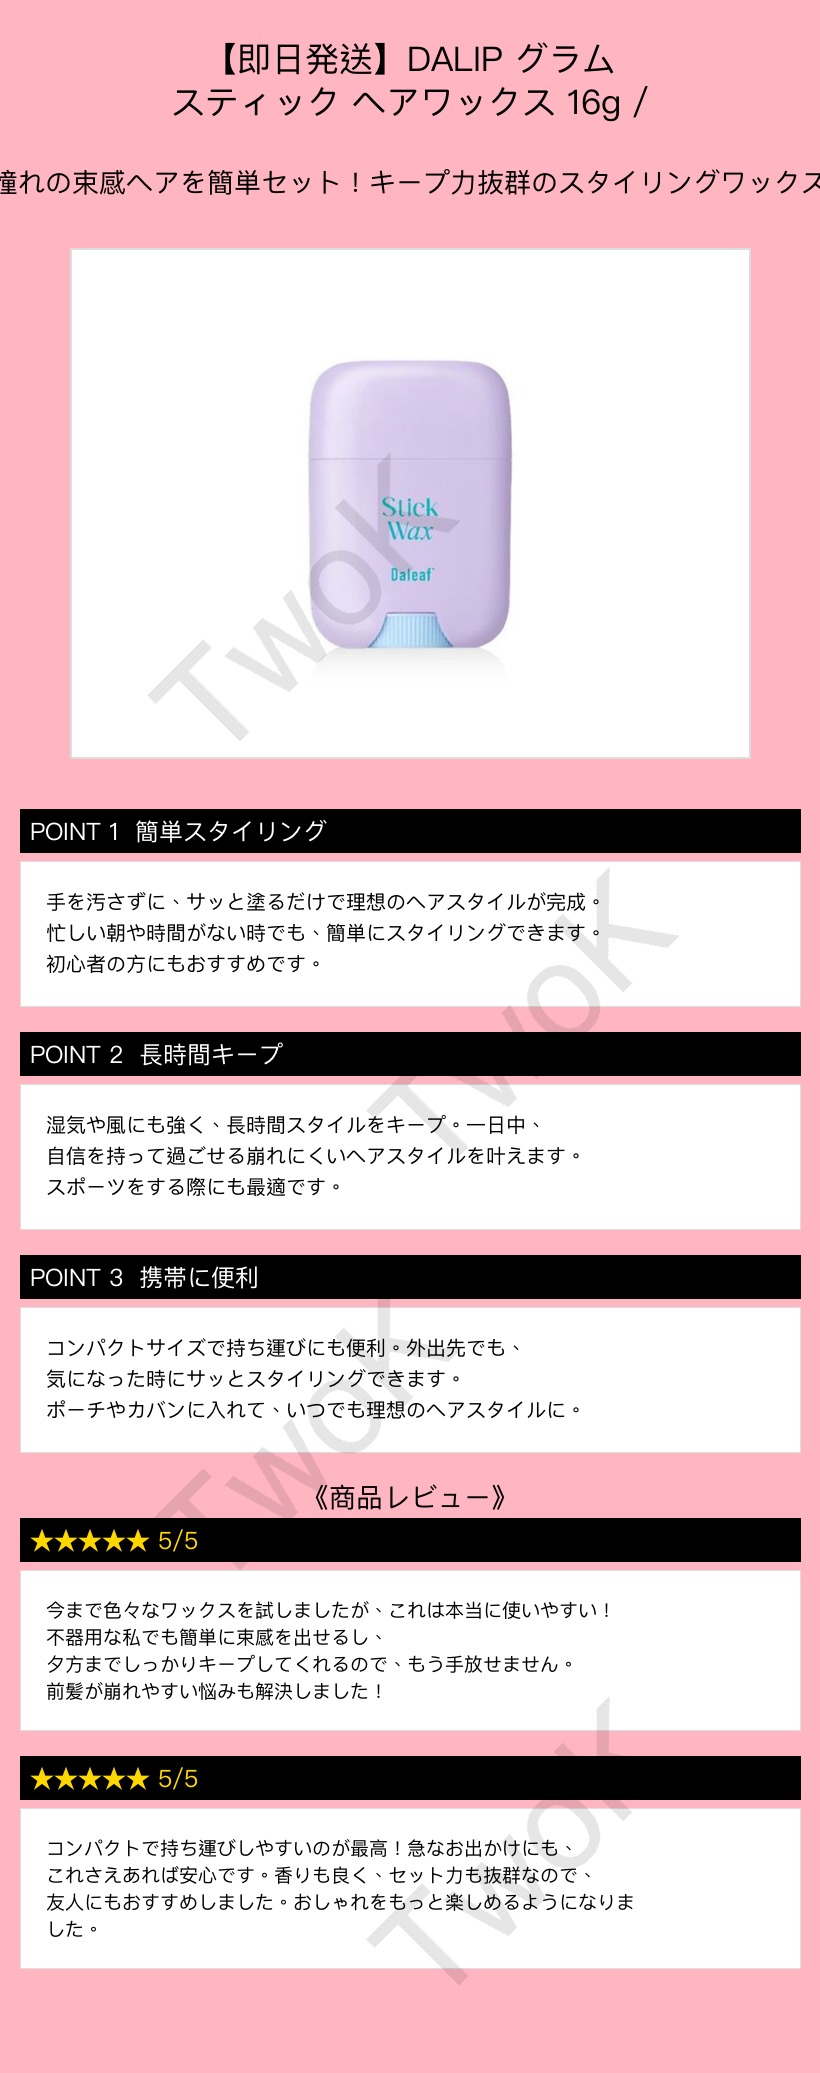 【即日発送】DALIP グラム
スティック ヘアワックス 16g /
憧れの束感ヘアを簡単セット！キープ力抜群のスタイリングワックス
Stick
Wax
Daleaf
TwoK
POINT 1 簡単スタイリング
手を汚さずに、サッと塗るだけで理想のヘアスタイルが完成。
忙しい朝や時間がない時でも、簡単にスタイリングできます。
初心者の方にもおすすめです。
TwoK
POINT 2 長時間キープ
湿気や風にも強く、長時間スタイルをキープ。一日中、
自信を持って過ごせる崩れにくいヘアスタイルを叶えます。
スポーツをする際にも最適です。
POINT 3 携帯に便利
コンパクトサイズで持ち運びにも便利。外出先でも、
気になった時にサッとスタイリングできます。
ポーチやカバンに入れて、いつでも理想のヘアスタイルに。
TwoK
《商品レビュー》
★★★★★ 5/5
今まで色々なワックスを試しましたが、これは本当に使いやすい！
不器用な私でも簡単に束感を出せるし、
夕方までしっかりキープしてくれるので、もう手放せません。
前髪が崩れやすい悩みも解決しました！
★★★★★ 5/5
コンパクトで持ち運びしやすいのが最高！急なお出かけにも、
これさえあれば安心です。香りも良く、セット力も抜群なので、
友人にもおすすめしました。おしゃれをもっと楽しめるようになりま
した。
TwoK